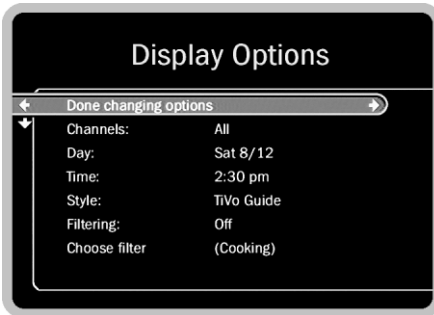 Display Options
Done changing options
Channels: All
Day: Sat 8/12
Time: 2:30 pm
Style: TiVo Guide
Filtering: Off
Choose filter (Cooking)